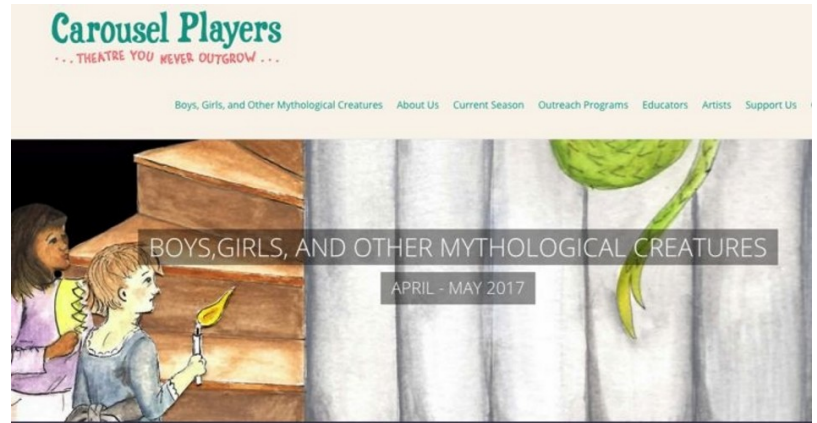 Carousel Players
... THEATRE YOU NEVER OUTGROW ...
Boys, Girls, and Other Mythological Creatures About Us Current Season Outreach Programs Educators Artists Support Us
BOYS,GIRLS, AND OTHER MYTHOLOGICAL CREATURES
APRIL - MAY 2017